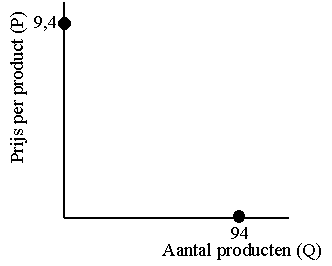 Prijs per product (P)
9,4
94
Aantal producten (Q)